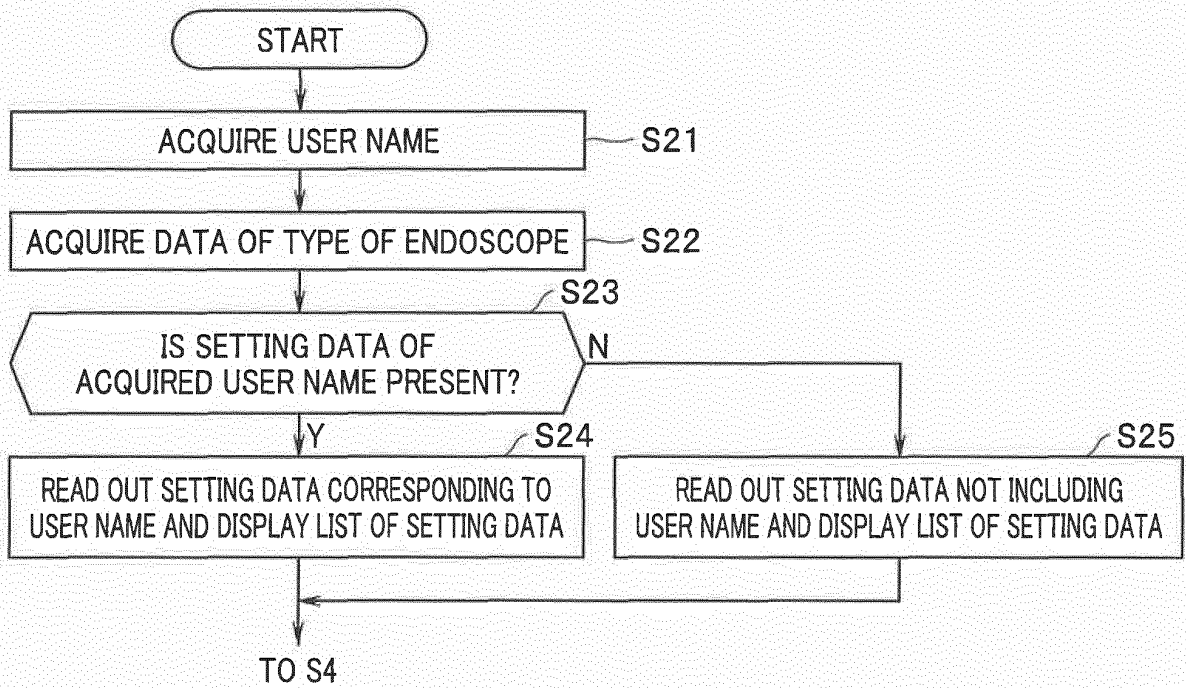 START
ACQUIRE USER NAME
S21
ACQUIRE DATA OF TYPE OF ENDOSCOPE
S22
S23
IS SETTING DATA OF
ACQUIRED USER NAME PRESENT?
N
Y
S24
READ OUT SETTING DATA CORRESPONDING TO
USER NAME AND DISPLAY LIST OF SETTING DATA
S25
READ OUT SETTING DATA NOT INCLUDING
USER NAME AND DISPLAY LIST OF SETTING DATA
TO S4